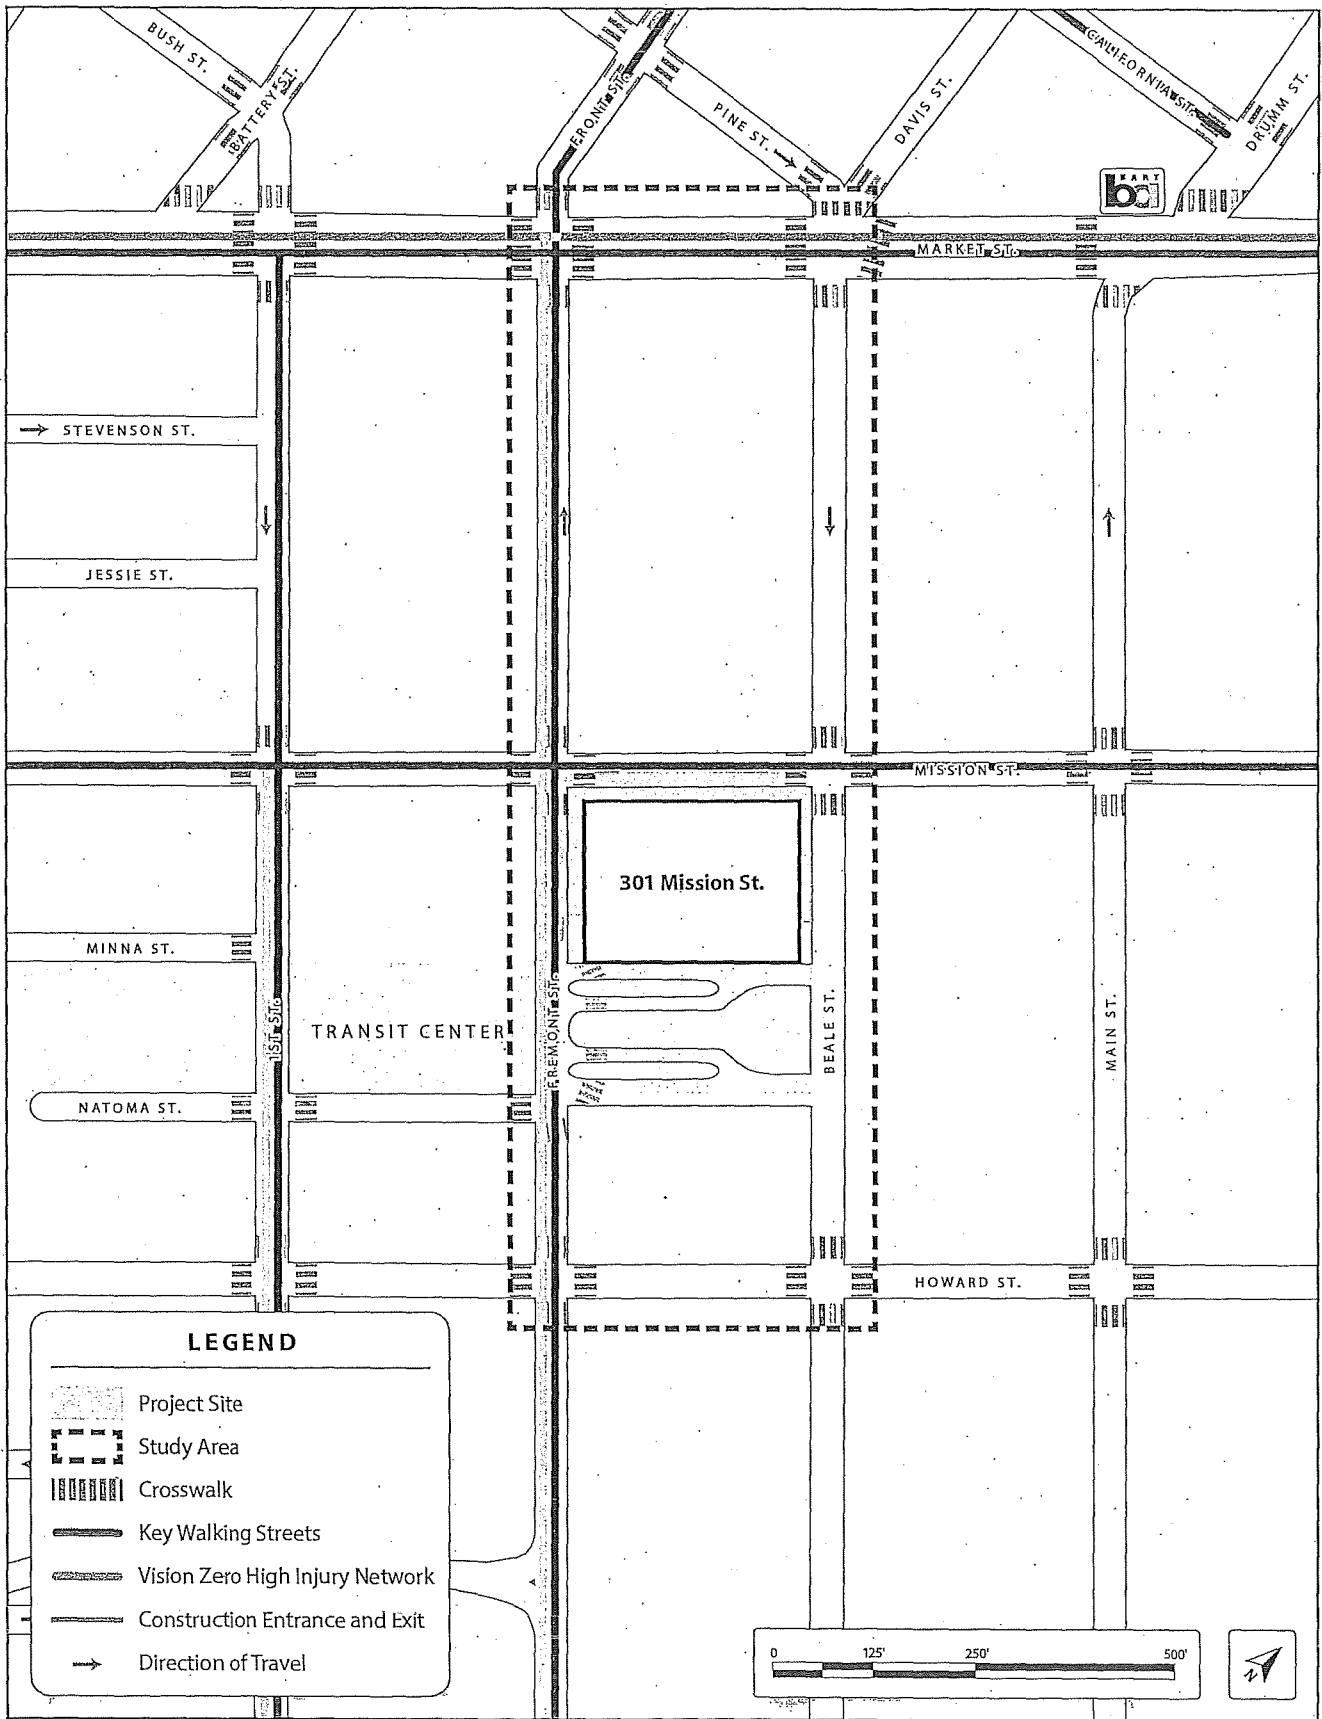 BUSH ST.
BATTERY ST.
FRONT ST.
PINE ST.
DAVIS ST.
CALIFORNIA ST.
DRUMM ST.
BART
ba
MARKET ST.
STEVENSON ST.
JESSIE ST.
MISSION ST.
301 Mission St.
MINNA ST.
1ST ST.
TRANSIT CENTER
FREMONT ST.
BEALE ST.
MAIN ST.
NATOMA ST.
HOWARD ST.
LEGEND
Project Site
Study Area
Crosswalk
Key Walking Streets
Vision Zero High Injury Network
Construction Entrance and Exit
Direction of Travel
0 125' 250' 500'
N